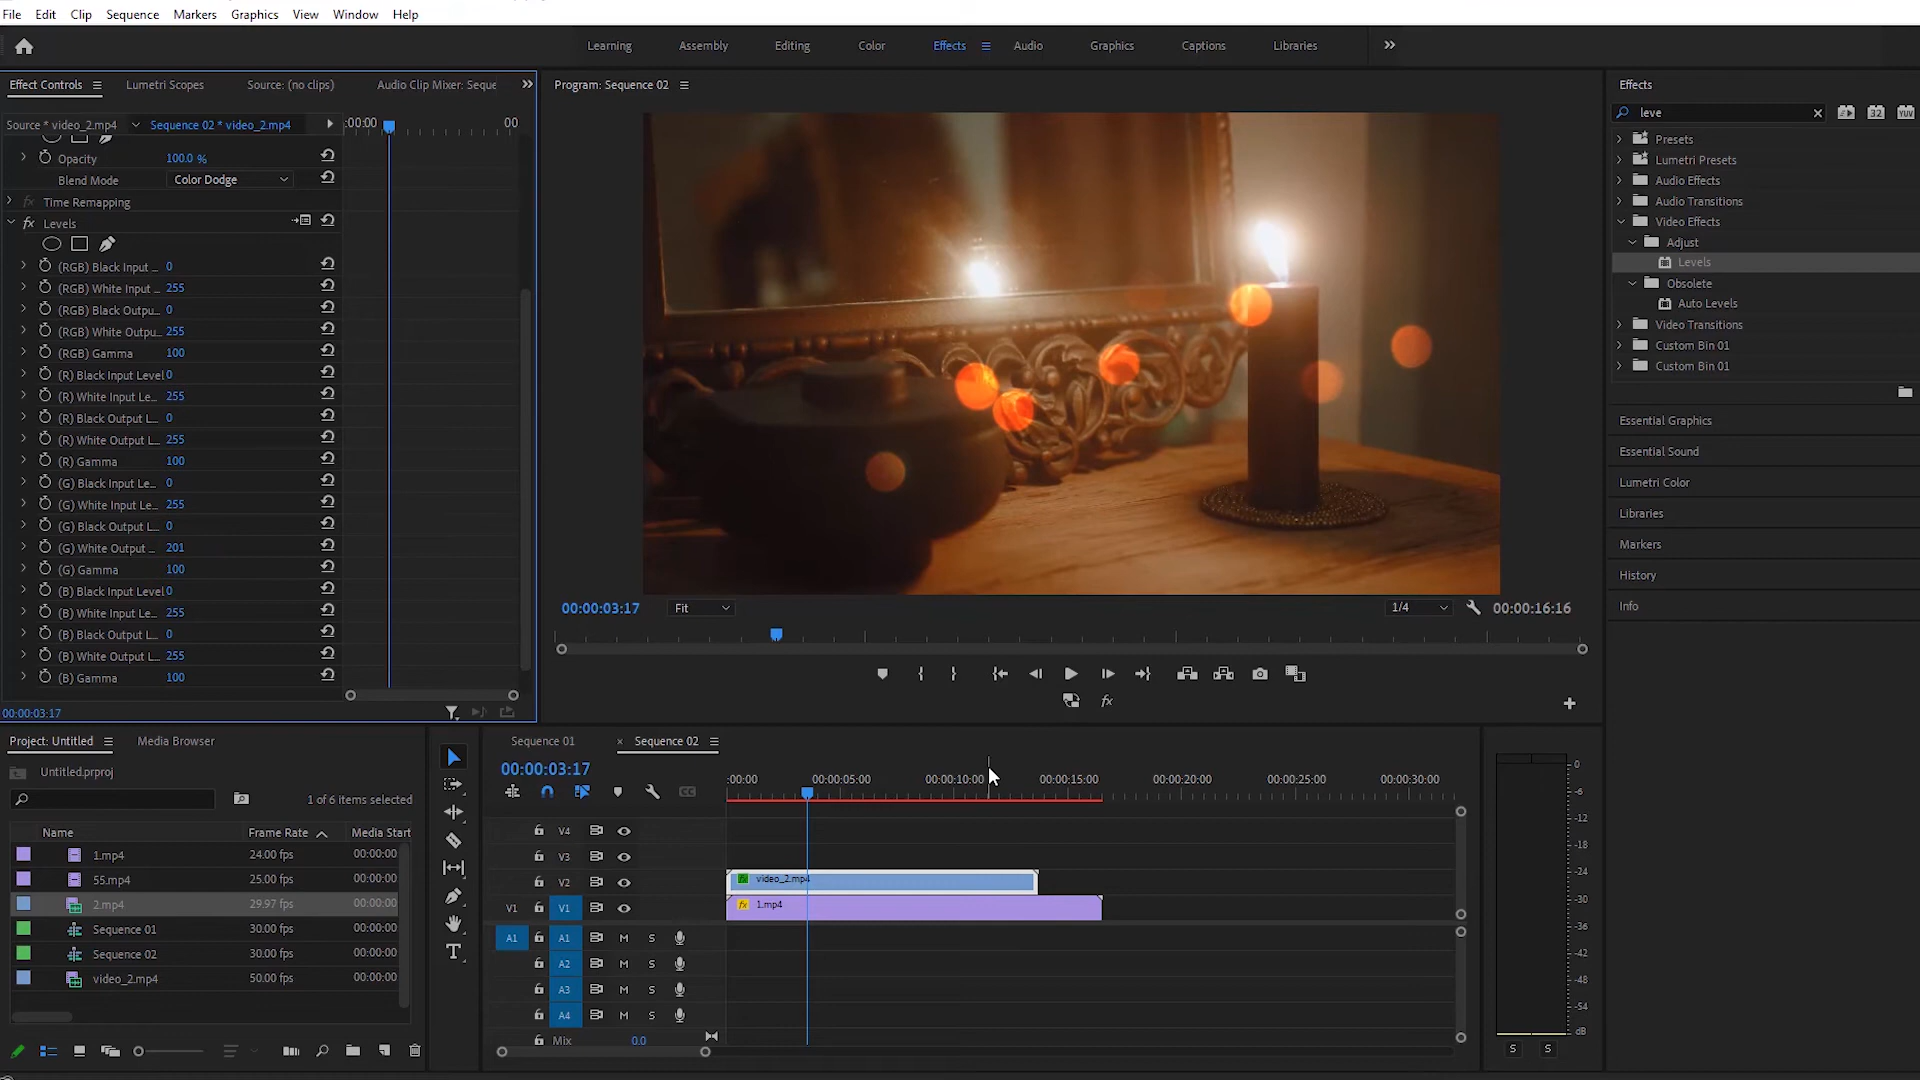 File Edit Clip Sequence Markers Graphics View Window Help
Learning Assembly Editing Color Effects Audio Graphics Captions Libraries
Effect Controls Lumetri Scopes Source: (no clips) Audio Clip Mixer: Seque
Program: Sequence 02
Effects
Source * video_2.mp4 Sequence 02 * video_2.mp4 :00:00 00
leve
32 YUV
Opacity 100.0 %
Blend Mode Color Dodge
Time Remapping
fx Levels
(RGB) Black Input ... 0
(RGB) White Input ... 255
(RGB) Black Outpu... 0
(RGB) White Outpu... 255
(RGB) Gamma 100
(R) Black Input Level 0
(R) White Input Le... 255
(R) Black Output L... 0
(R) White Output L... 255
(R) Gamma 100
(G) Black Input Le... 0
(G) White Input Le... 255
(G) Black Output L... 0
(G) White Output ... 201
(G) Gamma 100
(B) Black Input Level 0
(B) White Input Le... 255
(B) Black Output L... 0
(B) White Output L... 255
(B) Gamma 100
00:00:03:17
00:00:03:17 Fit 1/4 00:00:16:16
fx
Presets
Lumetri Presets
Audio Effects
Audio Transitions
Video Effects
Adjust
Levels
Obsolete
Auto Levels
Video Transitions
Custom Bin 01
Custom Bin 01
Essential Graphics
Essential Sound
Lumetri Color
Libraries
Markers
History
Info
Project: Untitled Media Browser
Untitled.prproj
1 of 6 items selected
Name Frame Rate Media Start
1.mp4 24.00 fps 00:00:00
55.mp4 25.00 fps 00:00:00
2.mp4 29.97 fps 00:00:00
Sequence 01 30.00 fps 00:00:00
Sequence 02 30.00 fps 00:00:00
video_2.mp4 50.00 fps 00:00:00
Sequence 01 × Sequence 02
00:00:03:17
:00:00 00:00:05:00 00:00:10:00 00:00:15:00 00:00:20:00 00:00:25:00 00:00:30:00
V4
V3
V2 fx video_2.mp4
V1 V1 fx 1.mp4
A1 A1 M S
A2 M S
A3 M S
A4 M S
Mix 0.0
0
-6
-12
-18
-24
-30
-36
-42
-48
-54
dB
S S